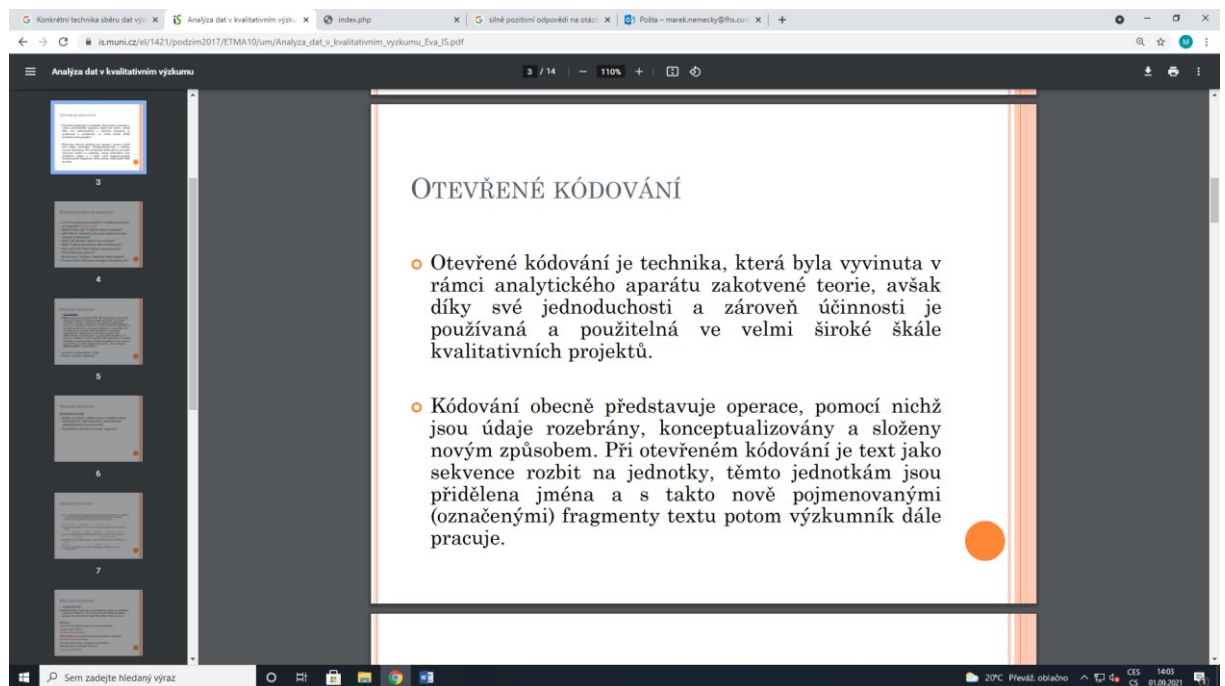 Konkrétní technika sběru dat výz
Analýza dat v kvalitativním výzku
index.php
silné pozitivní odpovědi na otázk
Pošta – marek.nemecky@fhs.cuni
is.muni.cz/el/1421/podzim2017/ETMA10/um/Analyza_dat_v_kvalitativnim_vyzkumu_Eva_IS.pdf
M
Analýza dat v kvalitativním výzkumu
3 / 14
110%
3
4
5
6
7
OTEVŘENÉ KÓDOVÁNÍ
Otevřené kódování je technika, která byla vyvinuta v
rámci analytického aparátu zakotvené teorie, avšak
díky své jednoduchosti a zároveň účinnosti je
používaná a použitelná ve velmi široké škále
kvalitativních projektů.
Kódování obecně představuje operace, pomocí nichž
jsou údaje rozebrány, konceptualizovány a složeny
novým způsobem. Při otevřeném kódování je text jako
sekvence rozbit na jednotky, těmto jednotkám jsou
přidělena jména a s takto nově pojmenovanými
(označenými) fragmenty textu potom výzkumník dále
pracuje.
Sem zadejte hledaný výraz
20°C Převáž. oblačno
CES
CS
14:03
01.09.2021